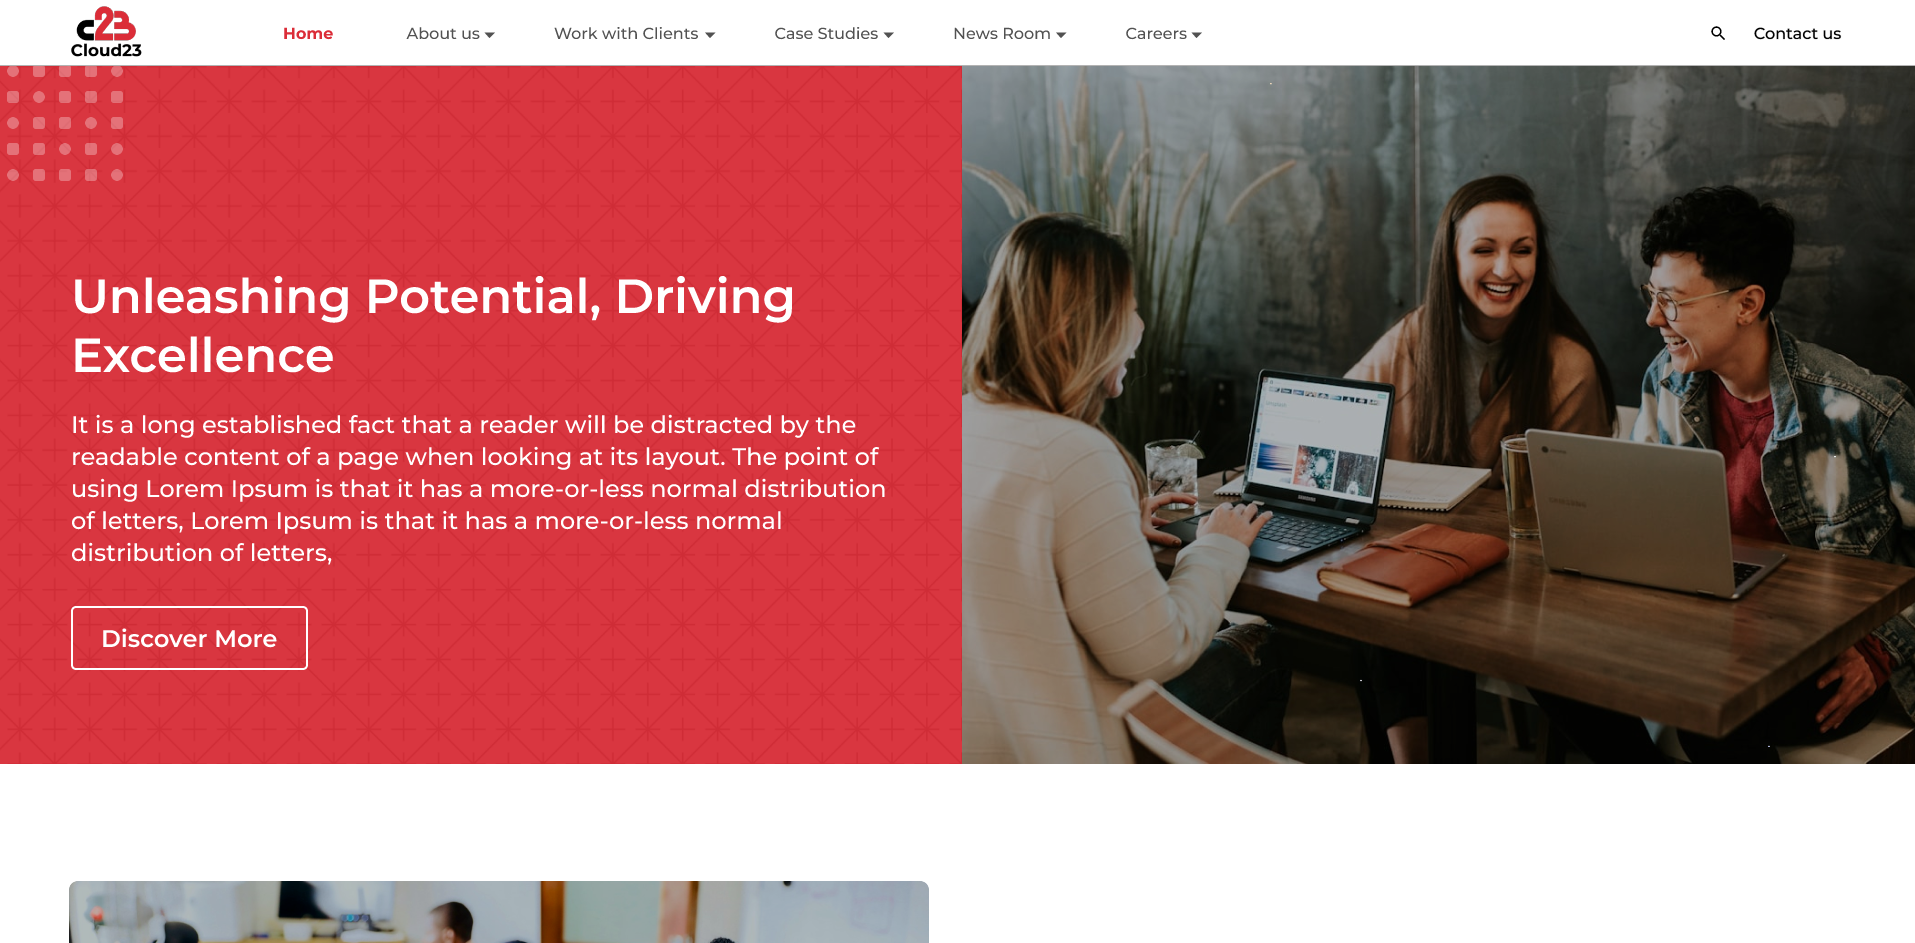 c23
Cloud23
Home
About us
Work with Clients
Case Studies
News Room
Careers
Contact us
Unleashing Potential, Driving
Excellence
It is a long established fact that a reader will be distracted by the
readable content of a page when looking at its layout. The point of
using Lorem Ipsum is that it has a more-or-less normal distribution
of letters, Lorem Ipsum is that it has a more-or-less normal
distribution of letters,
Discover More